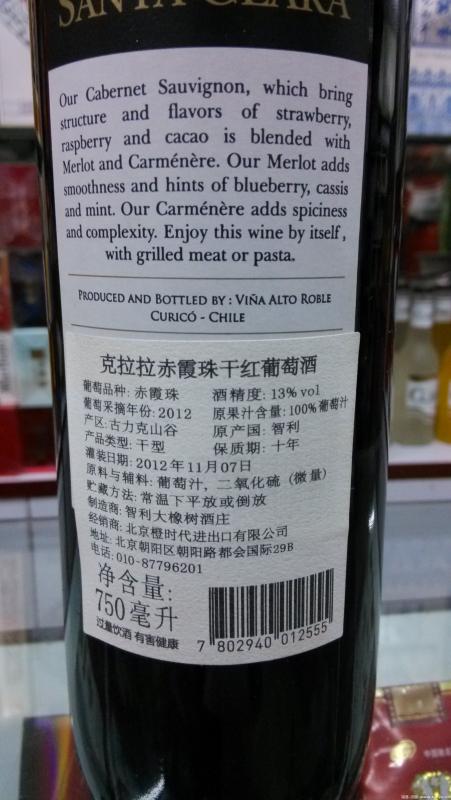 SANTA CLARA
Our Cabernet Sauvignon, which bring
structure and flavors of strawberry,
raspberry and cacao is blended with
Merlot and Carménére. Our Merlot adds
smoothness and hints of blueberry, cassis
and mint. Our Carménère adds spiciness
and complexity. Enjoy this wine by itself,
with grilled meat or pasta.
PRODUCED AND BOTTLED BY: VIÑA ALTO ROBLE
CURICÓ - CHILE
克拉拉赤霞珠干红葡萄酒
葡萄品种: 赤霞珠 酒精度: 13% vol
葡萄采摘年份: 2012 原果汁含量: 100%葡萄汁
产区: 古力克山谷 原产国: 智利
产品类型: 干型 保质期: 十年
灌装日期: 2012年11月07日
原料与辅料: 葡萄汁, 二氧化硫 (微量)
贮藏方法: 常温下平放或倒放
制造商: 智利大橡树酒庄
经销商: 北京橙时代进出口有限公司
地址: 北京朝阳区朝阳路都会国际29B
电话: 010-87796201
净含量:
750毫升
过量饮酒 有害健康
7 802940 012555